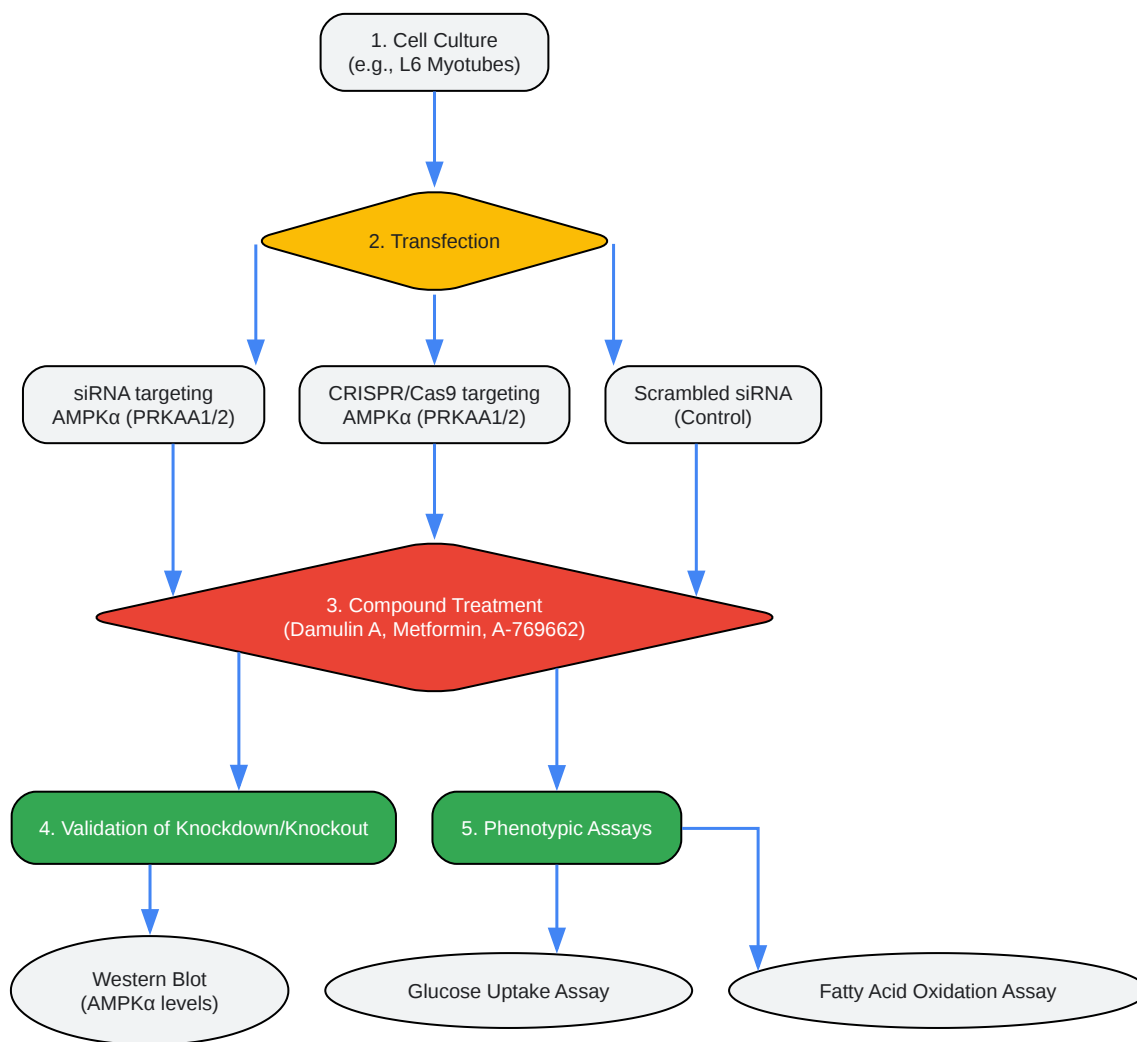 1. Cell Culture
(e.g., L6 Myotubes)
2. Transfection
siRNA targeting
AMPKα (PRKAA1/2)
CRISPR/Cas9 targeting
AMPKα (PRKAA1/2)
Scrambled siRNA
(Control)
3. Compound Treatment
(Damulin A, Metformin, A-769662)
4. Validation of Knockdown/Knockout
5. Phenotypic Assays
Western Blot
(AMPKα levels)
Glucose Uptake Assay
Fatty Acid Oxidation Assay